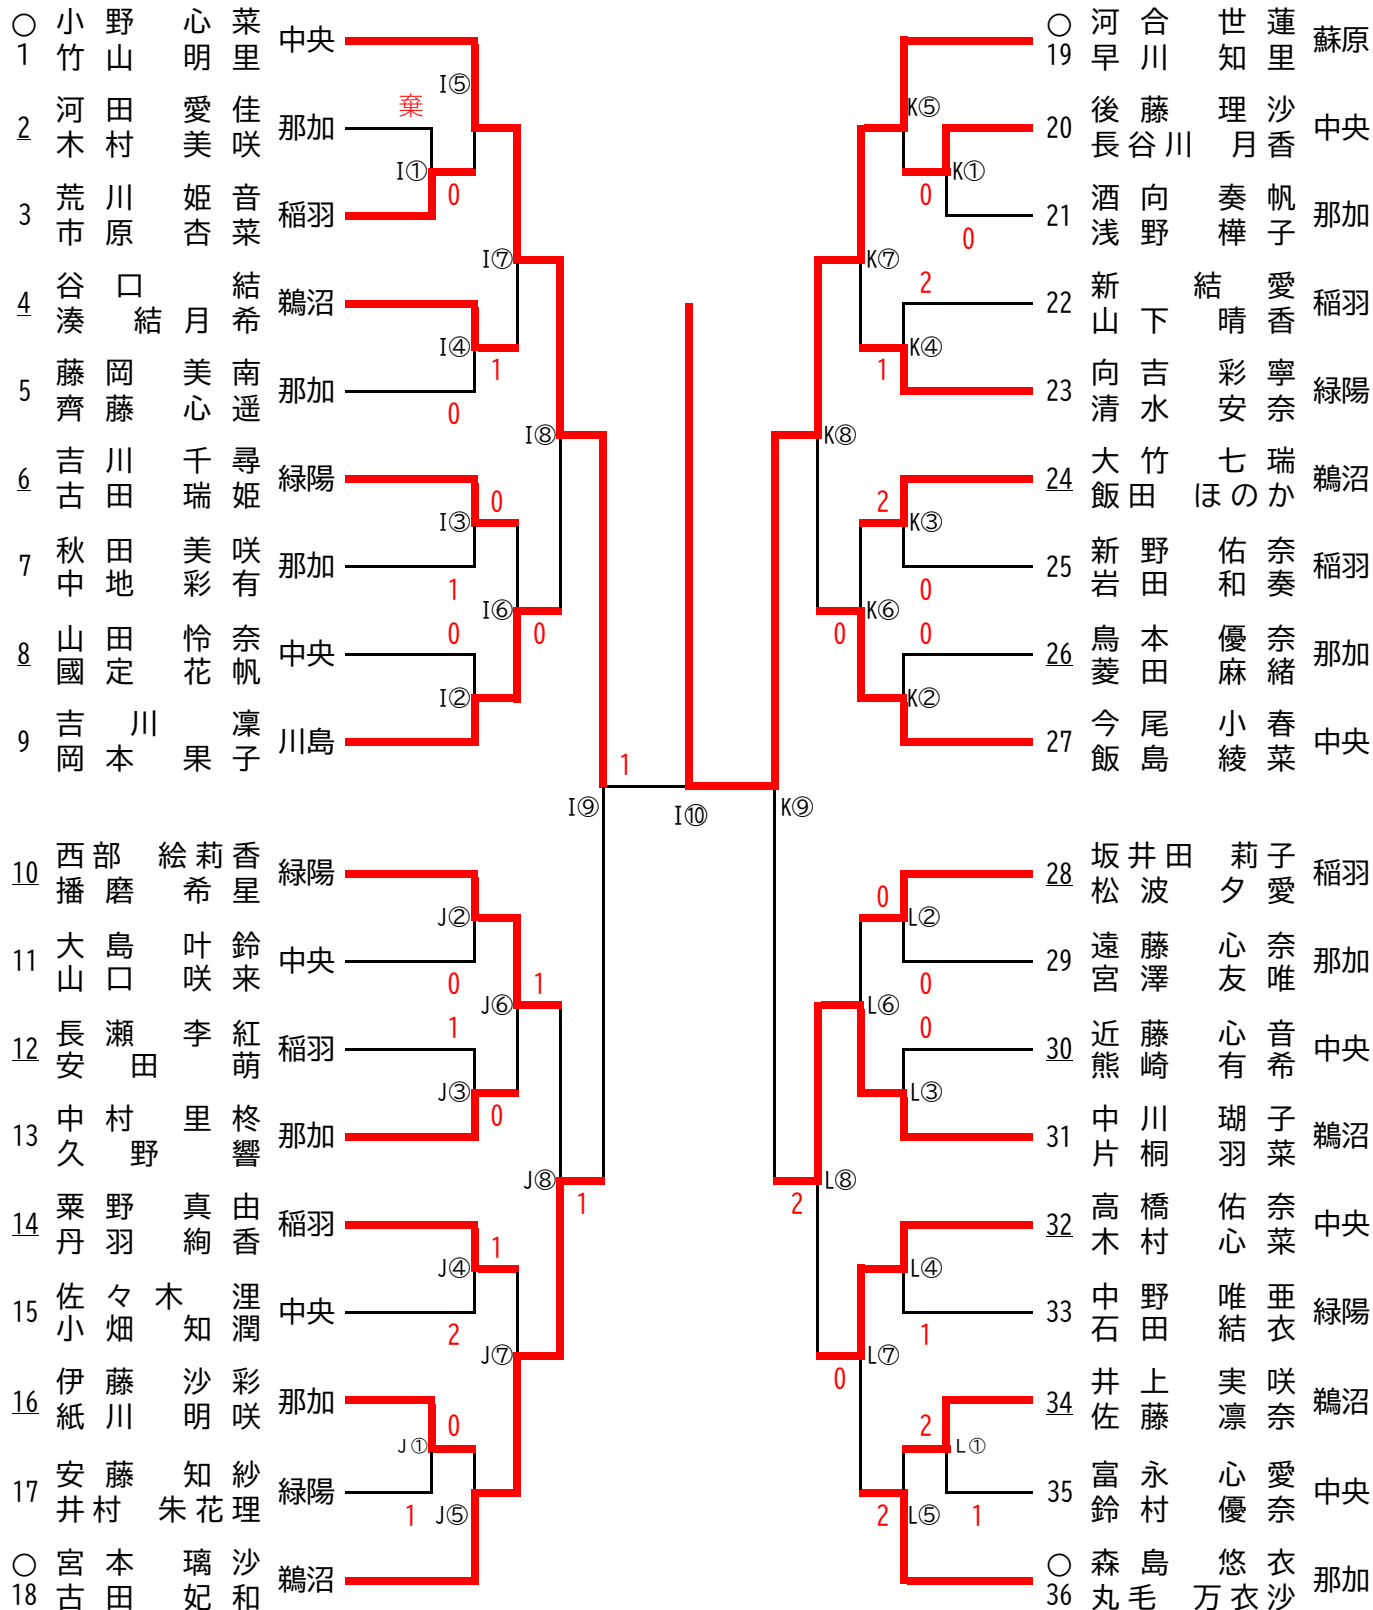 ○ 小野 心菜 中央
1 竹山 明里
I⑤
2 河田 愛佳 那加 棄
木村 美咲
I① 0
3 荒川 姫音 稲羽
市原 杏菜
I⑦
4 谷口 結 鵜沼
湊 結月希
I④ 1
5 藤岡 美南 那加 0
齊藤 心遥
I⑧
6 吉川 千尋 緑陽
古田 瑞姫
I③ 0
7 秋田 美咲 那加 1
中地 彩有
I⑥ 0
8 山田 怜奈 中央 0
國定 花帆
I②
9 吉川 凜 川島
岡本 果子
1
I⑨
I⑩
K⑨
10 西部 絵莉香 緑陽
播磨 希星
J②
11 大島 叶鈴 中央 0
山口 咲来
J⑥ 1
12 長瀬 李紅 稲羽 1
安田 萌
J③ 0
13 中村 里柊 那加
久野 響
J⑧ 1
14 粟野 真由 稲羽
丹羽 絢香
J④ 1
15 佐々木 浬 中央 2
小畑 知潤
J⑦
16 伊藤 沙彩 那加
紙川 明咲
J① 0
17 安藤 知紗 緑陽 1
井村 朱花理
J⑤
○ 宮本 璃沙 鵜沼
18 古田 妃和
○ 河合 世蓮 蘇原
19 早川 知里
K⑤
20 後藤 理沙 中央
長谷川 月香
0 K①
21 酒向 奏帆 那加 0
浅野 樺子
K⑦
22 新 結愛 稲羽 2
山下 晴香
1 K④
23 向吉 彩寧 緑陽
清水 安奈
K⑧
24 大竹 七瑞 鵜沼
飯田 ほのか
2 K③
25 新野 佑奈 稲羽 0
岩田 和奏
0 K⑥
26 鳥本 優奈 那加 0
菱田 麻緒
K②
27 今尾 小春 中央
飯島 綾菜
28 坂井田 莉子 稲羽
松波 夕愛
0 L②
29 遠藤 心奈 那加 0
宮澤 友唯
L⑥
30 近藤 心音 中央 0
熊崎 有希
L③
31 中川 瑚子 鵜沼
片桐 羽菜
2 L⑧
32 高橋 佑奈 中央
木村 心菜
L④
33 中野 唯亜 緑陽 1
石田 結衣
0 L⑦
34 井上 実咲 鵜沼
佐藤 凛奈
2 L①
35 富永 心愛 中央 1
鈴村 優奈
2 L⑤
○ 森島 悠衣 那加
36 丸毛 万衣沙